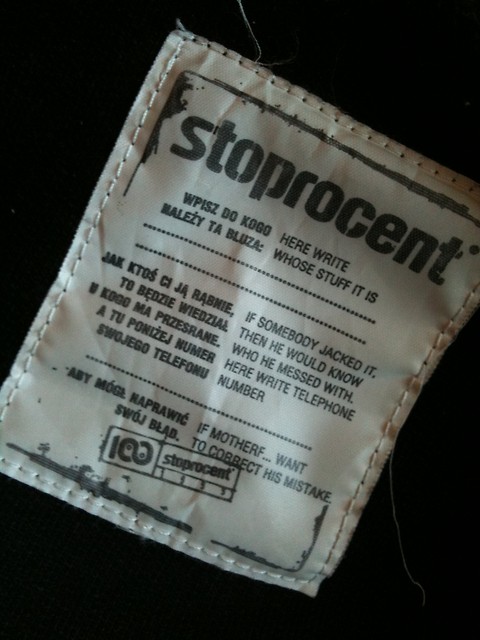 stoprocent
WPISZ DO KOGO
NALEŻY TA BLUZA:
HERE WRITE
WHOSE STUFF IT IS
JAK KTOŚ CI JĄ RĄBNIE,
TO BĘDZIE WIEDZIAŁ
U KOGO MA PRZESRANE.
A TU PONIŻEJ NUMER
SWOJEGO TELEFONU
IF SOMEBODY JACKED IT,
THEN HE WOULD KNOW
WHO HE MESSED WITH.
HERE WRITE TELEPHONE
NUMBER
ABY MÓGŁ NAPRAWIĆ
SWÓJ BŁĄD.
IF MOTHERF... WANT
TO CORRECT HIS MISTAKE.
100
stoprocent